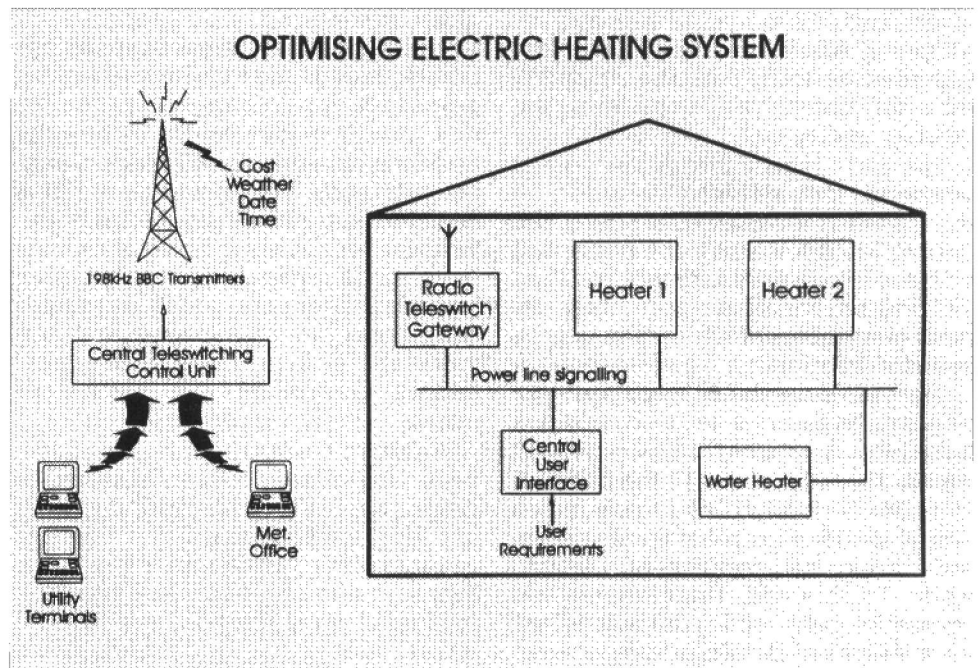 OPTIMISING ELECTRIC HEATING SYSTEM
Cost
Weather
Date
Time
198kHz BBC Transmitters
Central Teleswitching
Control Unit
Met.
Office
Utility
Terminals
Radio
Teleswitch
Gateway
Heater 1
Heater 2
Power line signalling
Central
User
Interface
Water Heater
User
Requirements